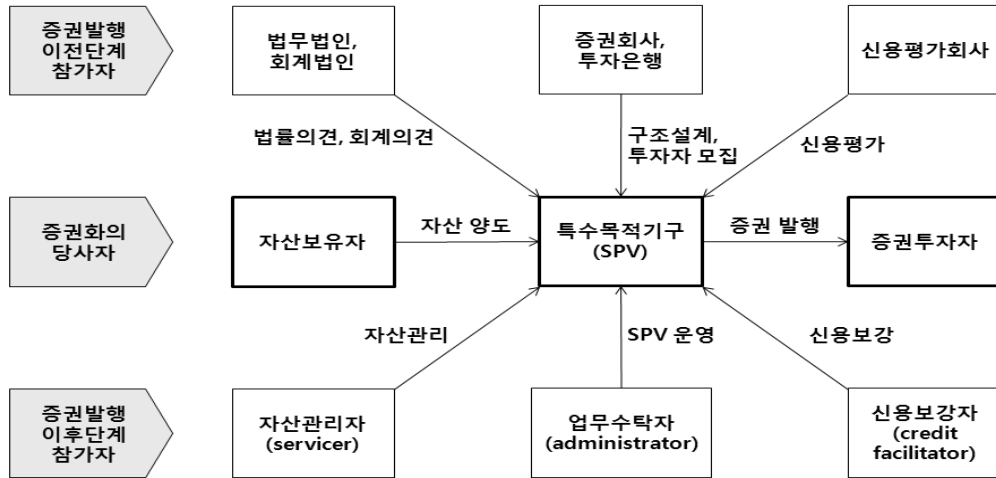 증권발행
이전단계
참가자
법무법인,
회계법인
증권회사,
투자은행
신용평가회사
법률의견, 회계의견
구조설계,
투자자 모집
신용평가
증권화의
당사자
자산보유자
자산 양도
특수목적기구
(SPV)
증권 발행
증권투자자
자산관리
SPV 운영
신용보강
증권발행
이후단계
참가자
자산관리자
(servicer)
업무수탁자
(administrator)
신용보강자
(credit
facilitator)